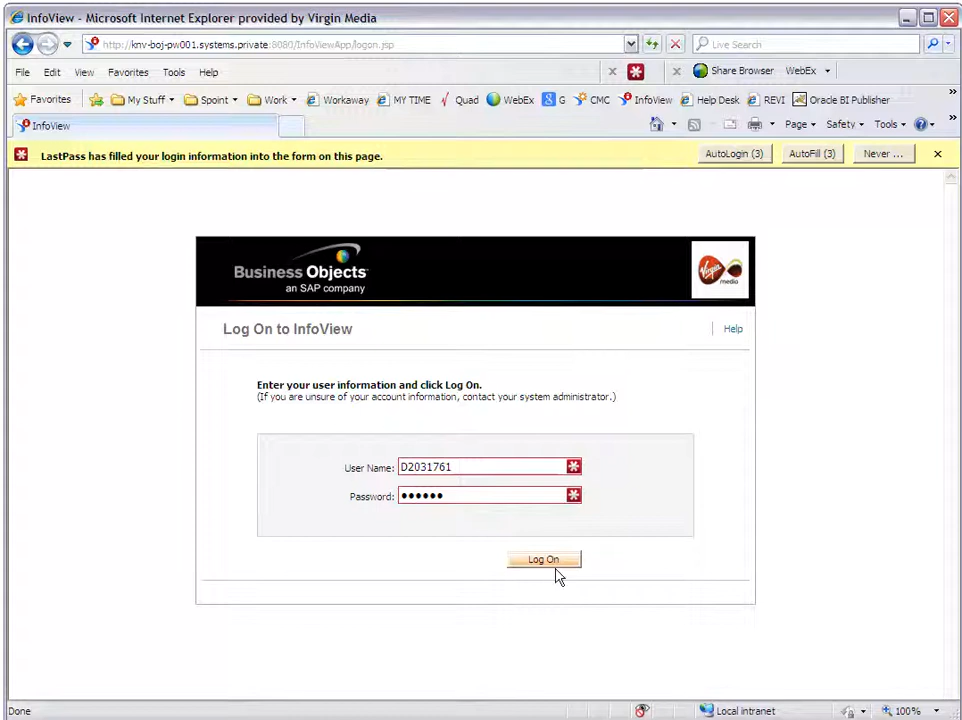 InfoView - Microsoft Internet Explorer provided by Virgin Media
http://knv-boj-pw001.systems.private:8080/InfoViewApp/logon.jsp
Live Search
File Edit View Favorites Tools Help
Share Browser WebEx
Favorites My Stuff Spoint Work Workaway MY TIME Quad WebEx G CMC InfoView Help Desk REVI Oracle BI Publisher
InfoView
Page Safety Tools
LastPass has filled your login information into the form on this page. AutoLogin (3) AutoFill (3) Never ...
Business Objects
an SAP company
Virgin
media
Log On to InfoView
Help
Enter your user information and click Log On.
(If you are unsure of your account information, contact your system administrator.)
User Name: D2031761
Password: ●●●●●●
Log On
Done Local intranet 100%